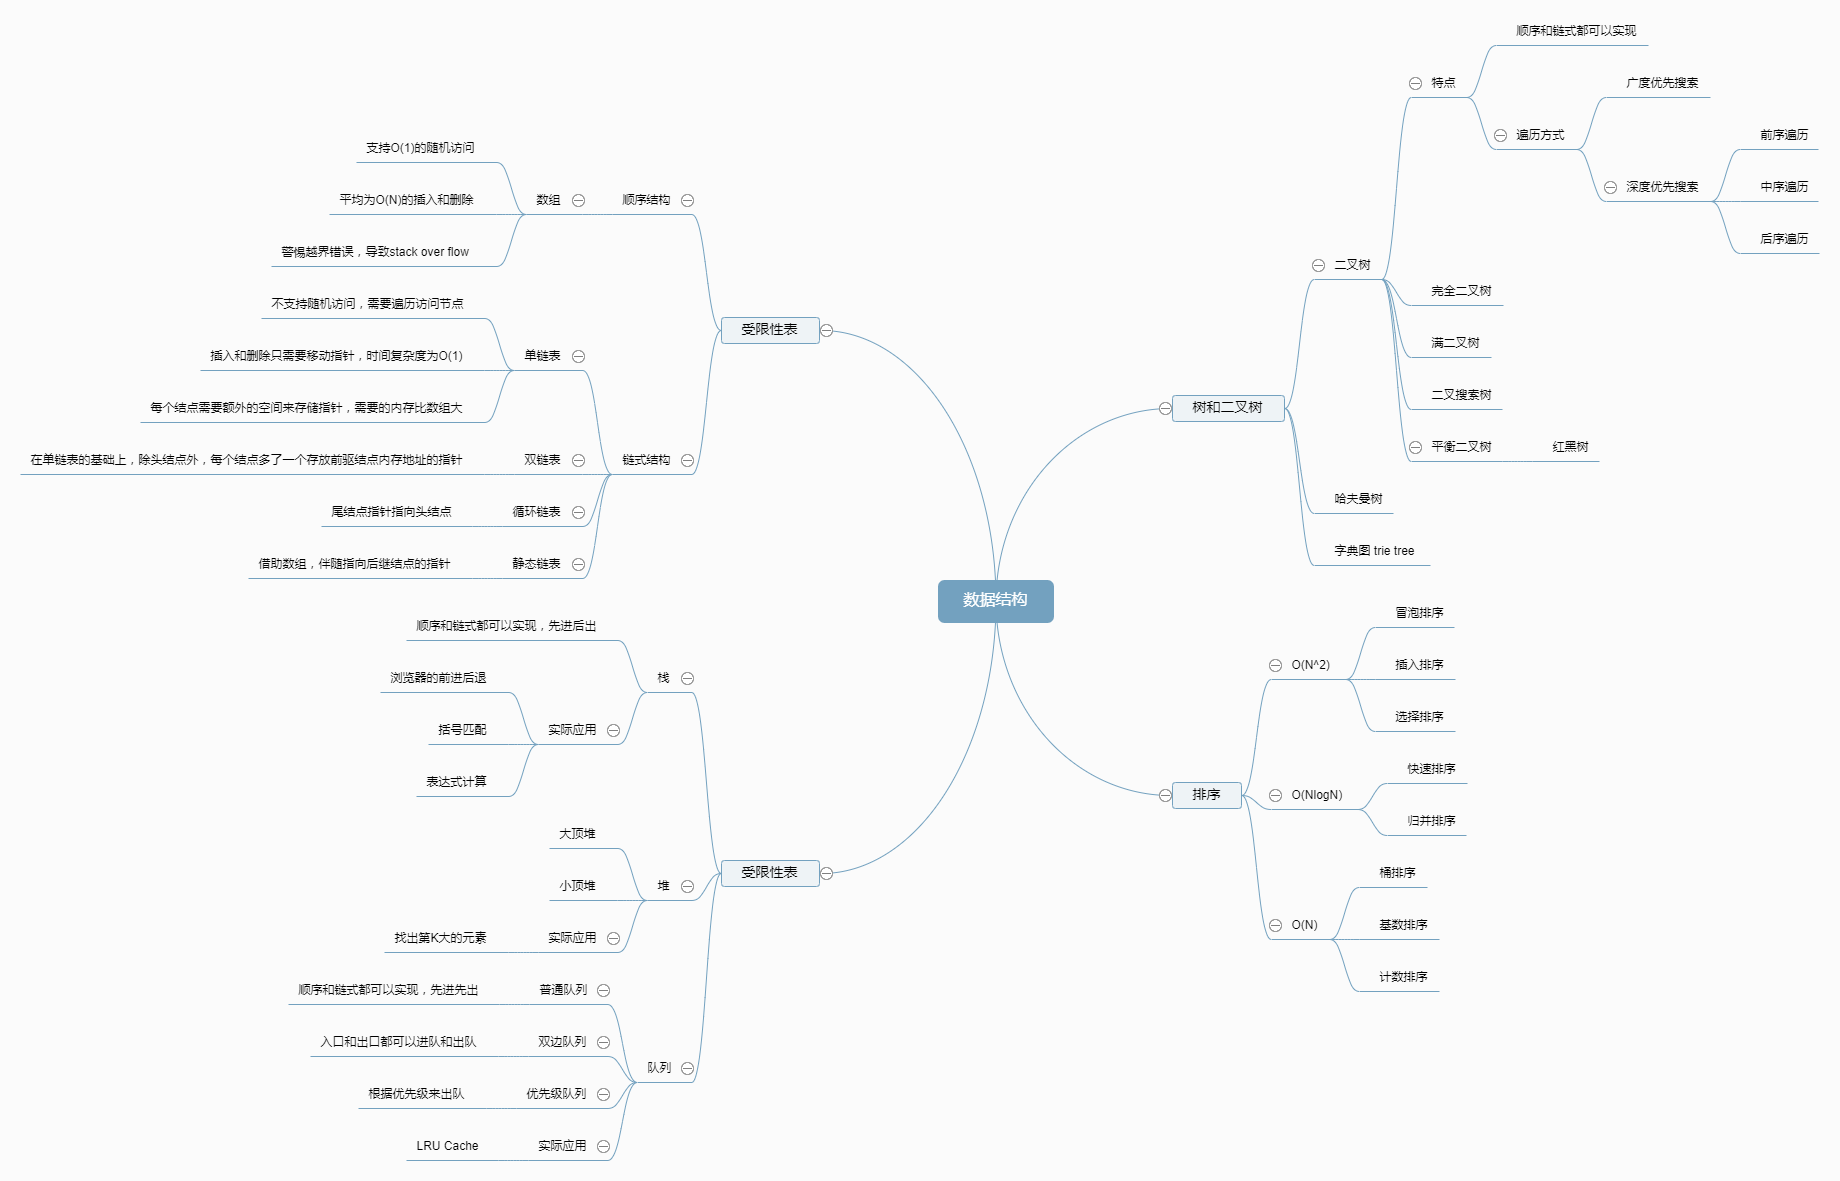 数据结构
受限性表
顺序结构
数组
支持O(1)的随机访问
平均为O(N)的插入和删除
警惕越界错误，导致stack over flow
链式结构
单链表
不支持随机访问，需要遍历访问节点
插入和删除只需要移动指针，时间复杂度为O(1)
每个结点需要额外的空间来存储指针，需要的内存比数组大
双链表
在单链表的基础上，除头结点外，每个结点多了一个存放前驱结点内存地址的指针
循环链表
尾结点指针指向头结点
静态链表
借助数组，伴随指向后继结点的指针
受限性表
栈
顺序和链式都可以实现，先进后出
实际应用
浏览器的前进后退
括号匹配
表达式计算
堆
大顶堆
小顶堆
实际应用
找出第K大的元素
队列
普通队列
顺序和链式都可以实现，先进先出
双边队列
入口和出口都可以进队和出队
优先级队列
根据优先级来出队
实际应用
LRU Cache
树和二叉树
二叉树
特点
顺序和链式都可以实现
遍历方式
广度优先搜索
深度优先搜索
前序遍历
中序遍历
后序遍历
完全二叉树
满二叉树
二叉搜索树
平衡二叉树
红黑树
哈夫曼树
字典图 trie tree
排序
O(N^2)
冒泡排序
插入排序
选择排序
O(NlogN)
快速排序
归并排序
O(N)
桶排序
基数排序
计数排序